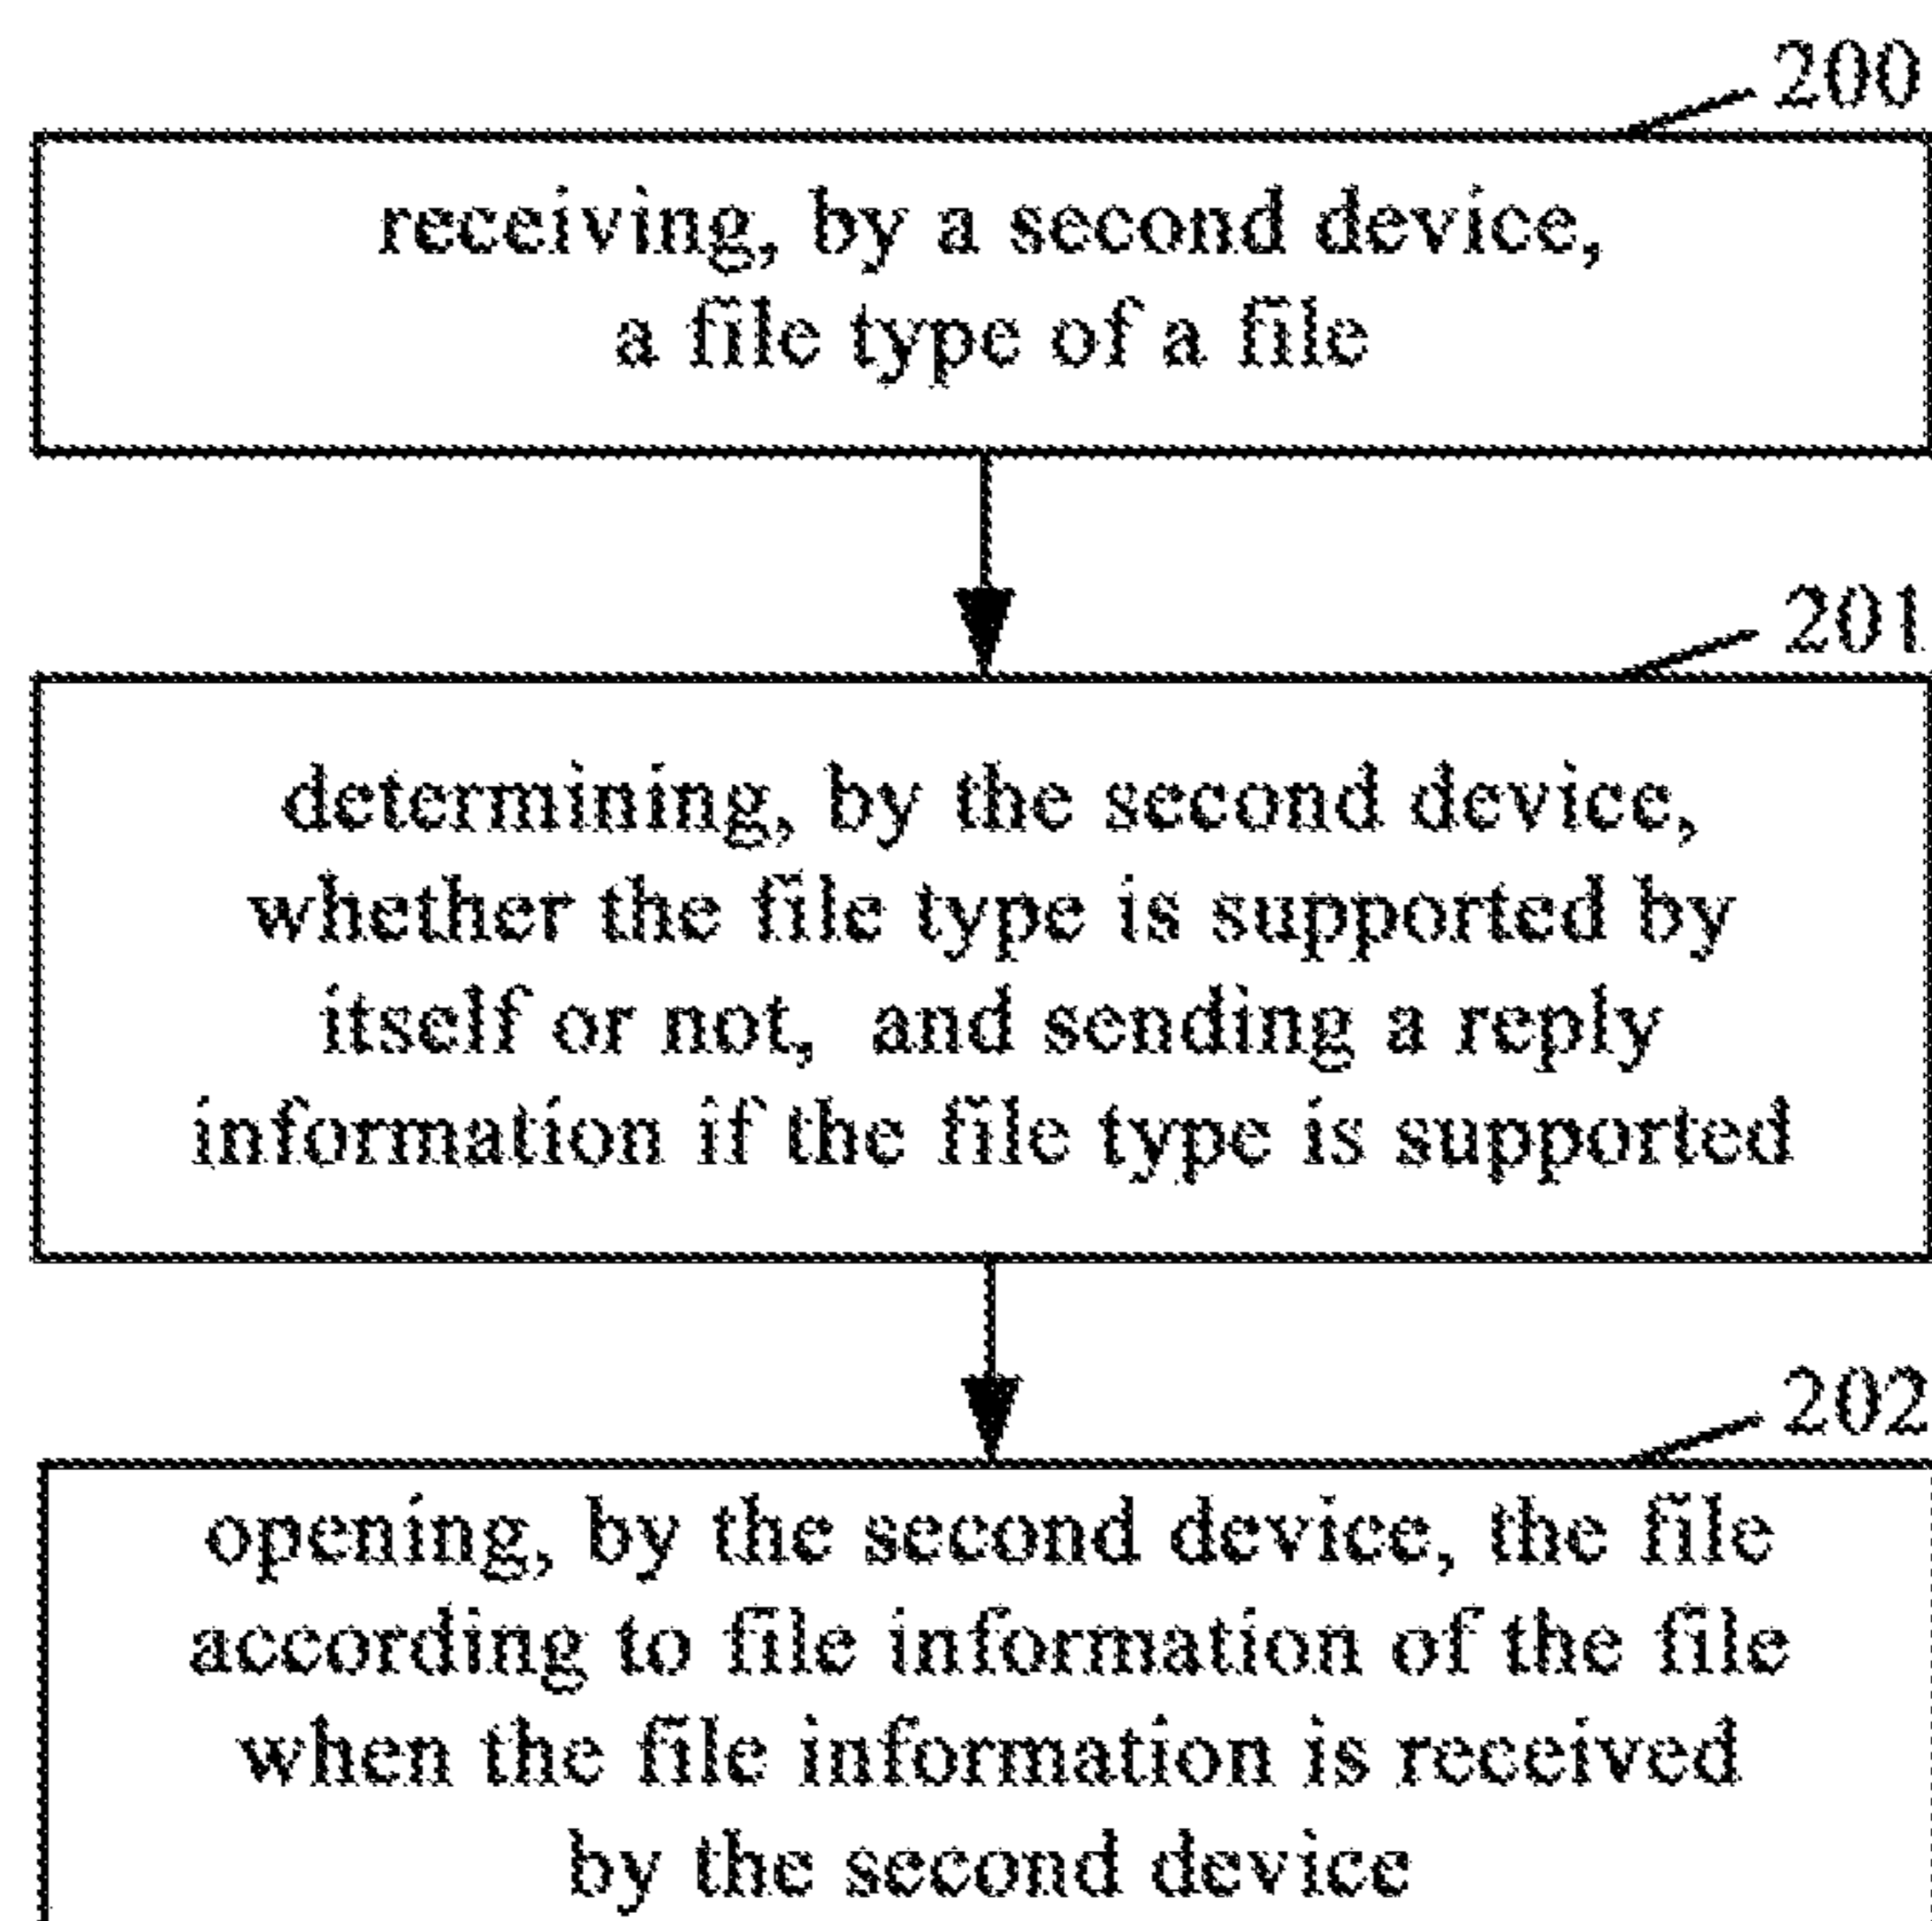 200
receiving, by a second device,
a file type of a file
201
determining, by the second device,
whether the file type is supported by
itself or not, and sending a reply
information if the file type is supported
202
opening, by the second device, the file
according to file information of the file
when the file information is received
by the second device